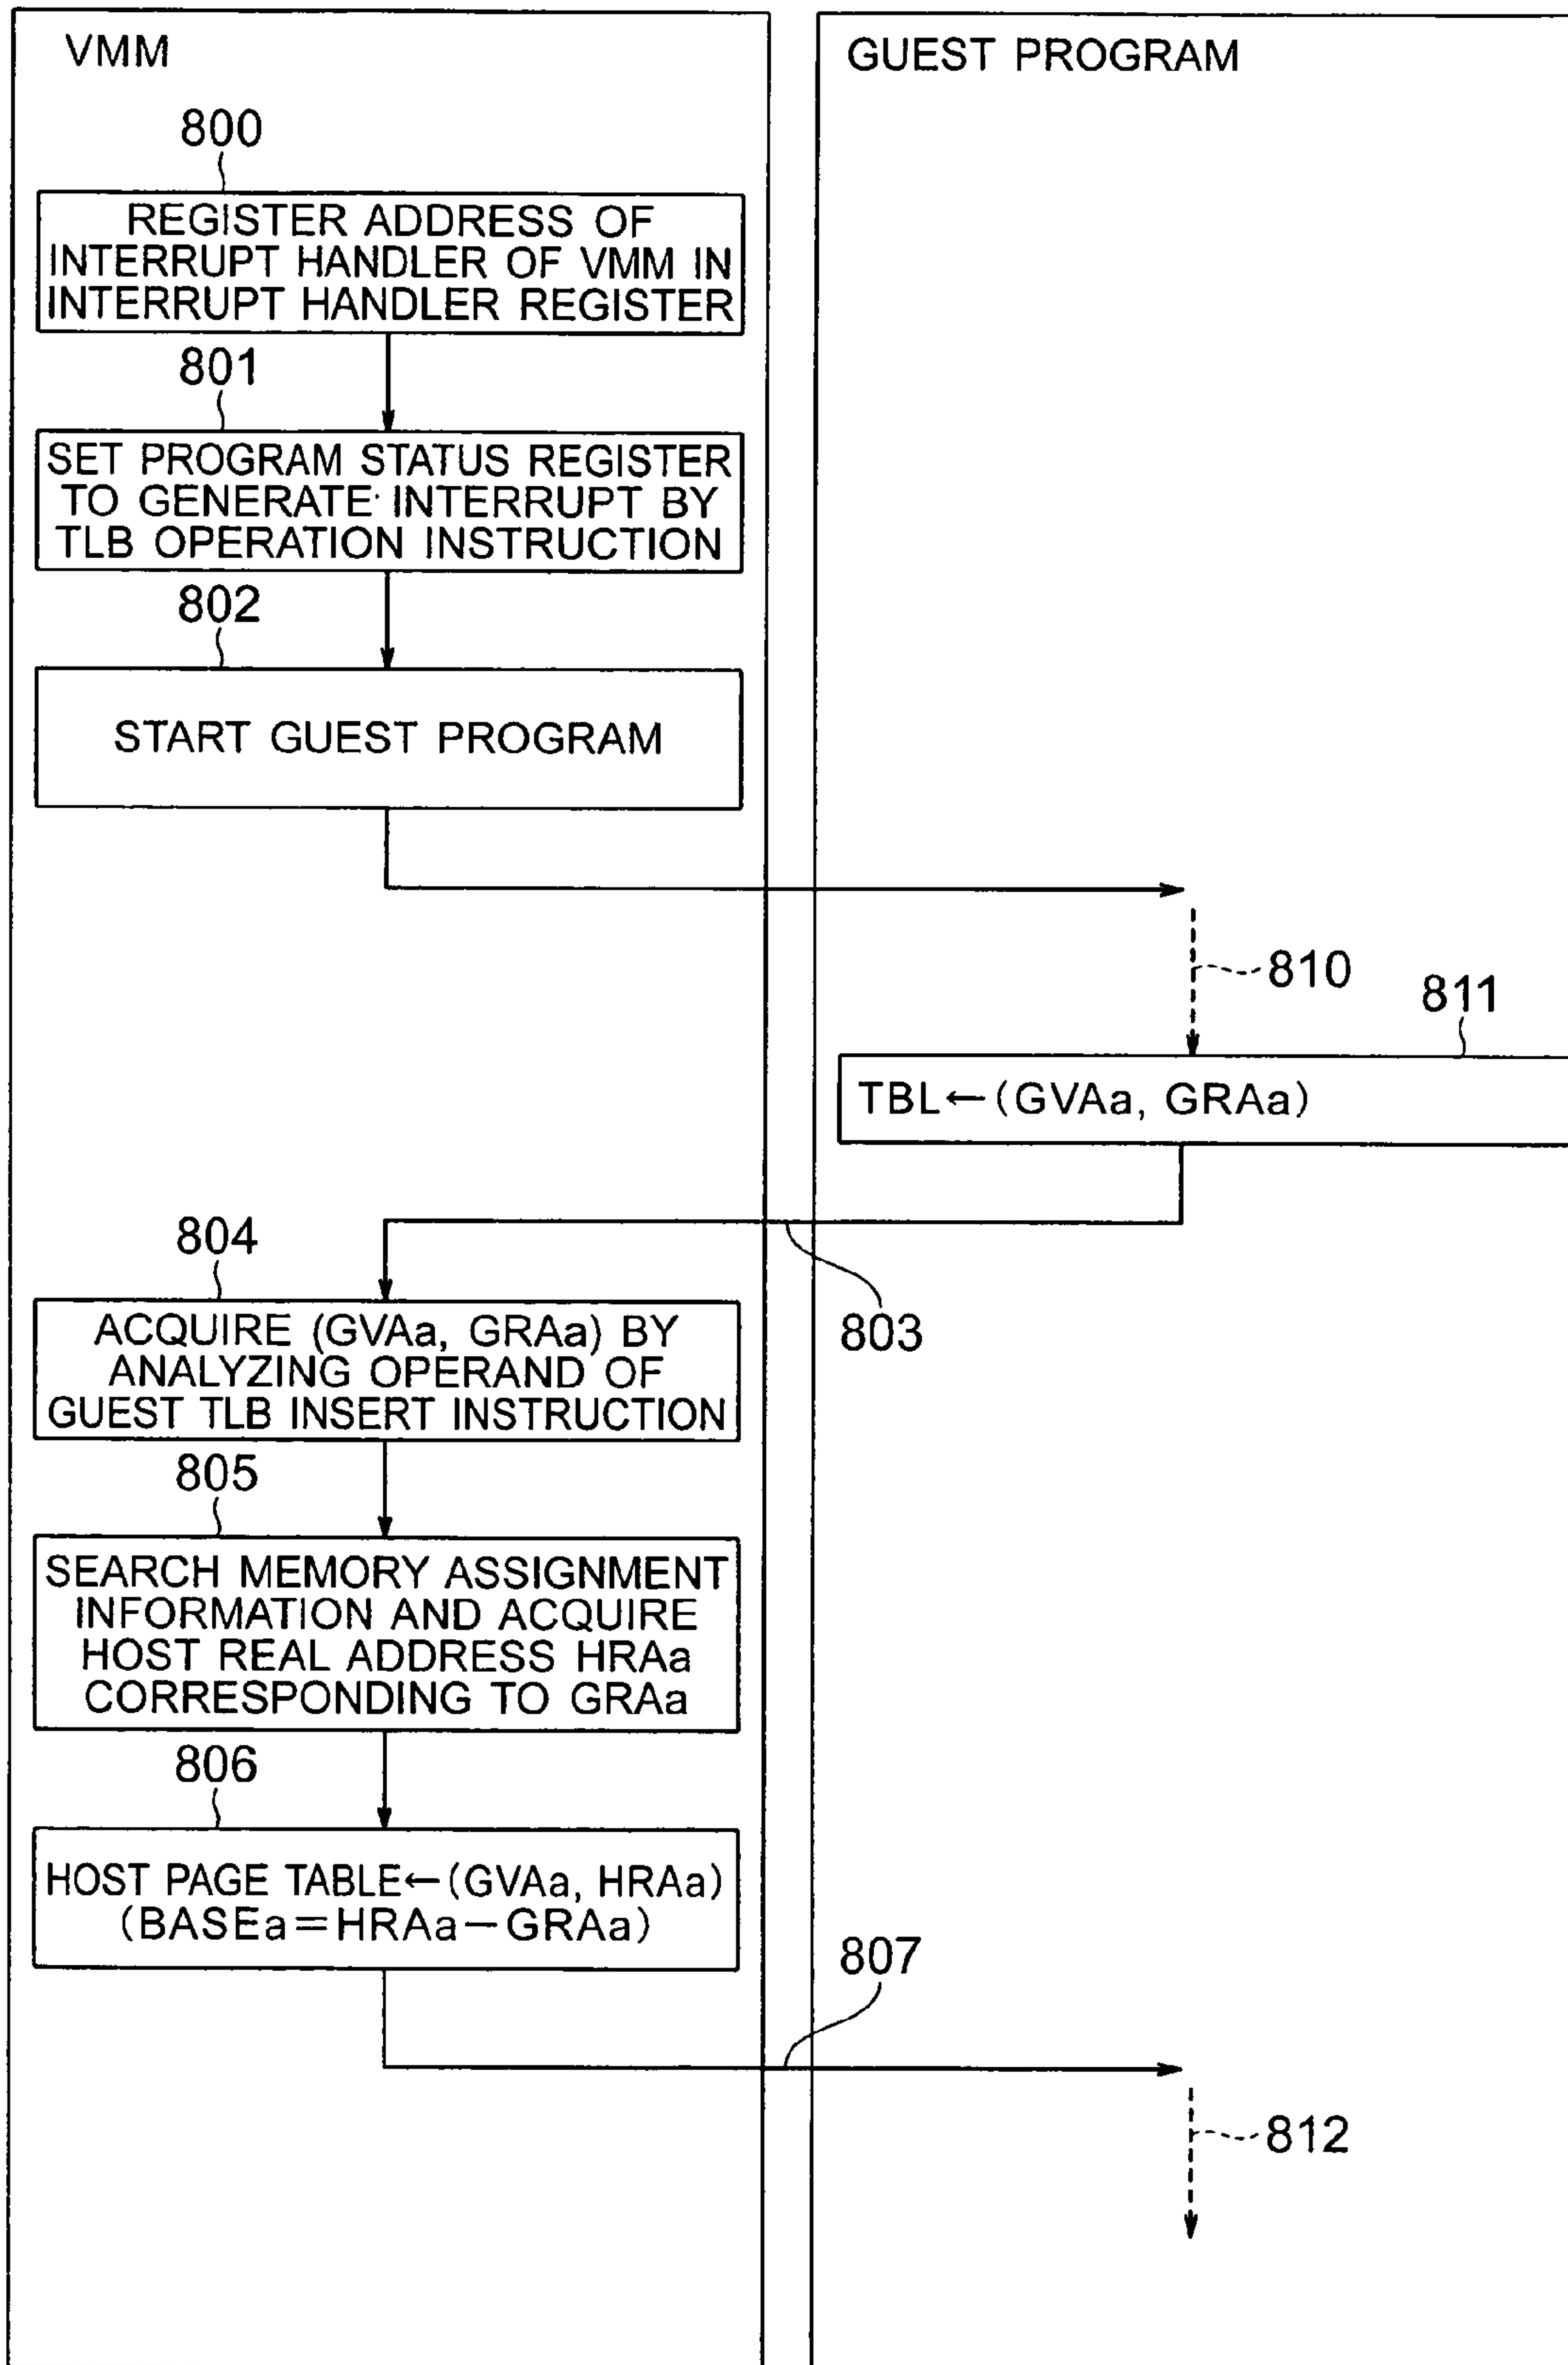 VMM
GUEST PROGRAM
800
REGISTER ADDRESS OF
INTERRUPT HANDLER OF VMM IN
INTERRUPT HANDLER REGISTER
801
SET PROGRAM STATUS REGISTER
TO GENERATE INTERRUPT BY
TLB OPERATION INSTRUCTION
802
START GUEST PROGRAM
810
811
TBL←(GVAa, GRAa)
803
804
ACQUIRE (GVAa, GRAa) BY
ANALYZING OPERAND OF
GUEST TLB INSERT INSTRUCTION
805
SEARCH MEMORY ASSIGNMENT
INFORMATION AND ACQUIRE
HOST REAL ADDRESS HRAa
CORRESPONDING TO GRAa
806
HOST PAGE TABLE←(GVAa, HRAa)
(BASEa=HRAa−GRAa)
807
812